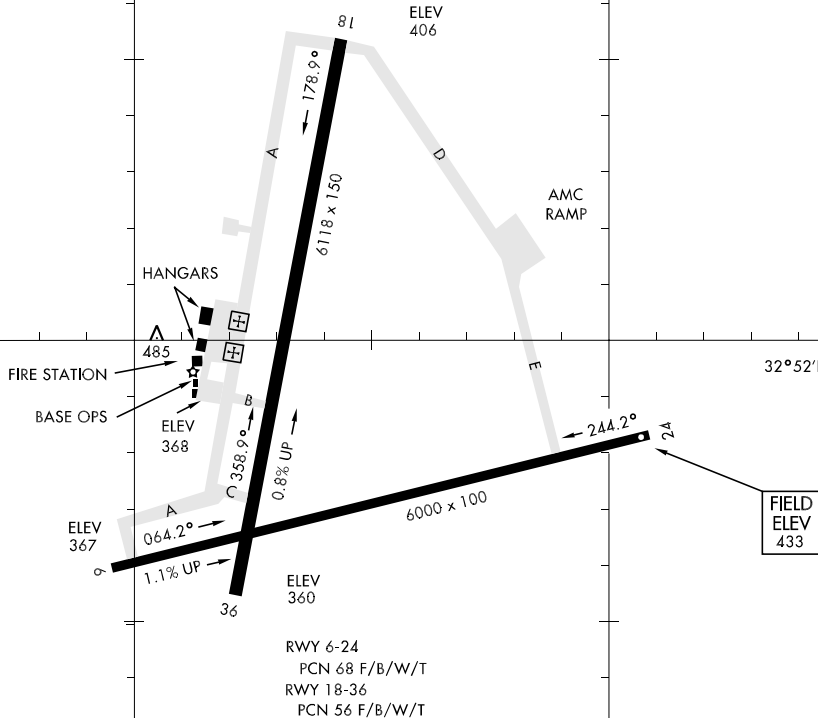 18
ELEV
406
178.9°
A
D
6118 x 150
AMC
RAMP
HANGARS
485
32°52'
FIRE STATION
BASE OPS
B
E
ELEV
368
358.9°
0.8% UP
244.2°
24
C
A
6000 x 100
FIELD
ELEV
433
ELEV
367
064.2°
1.1% UP
6
ELEV
360
36
RWY 6-24
PCN 68 F/B/W/T
RWY 18-36
PCN 56 F/B/W/T